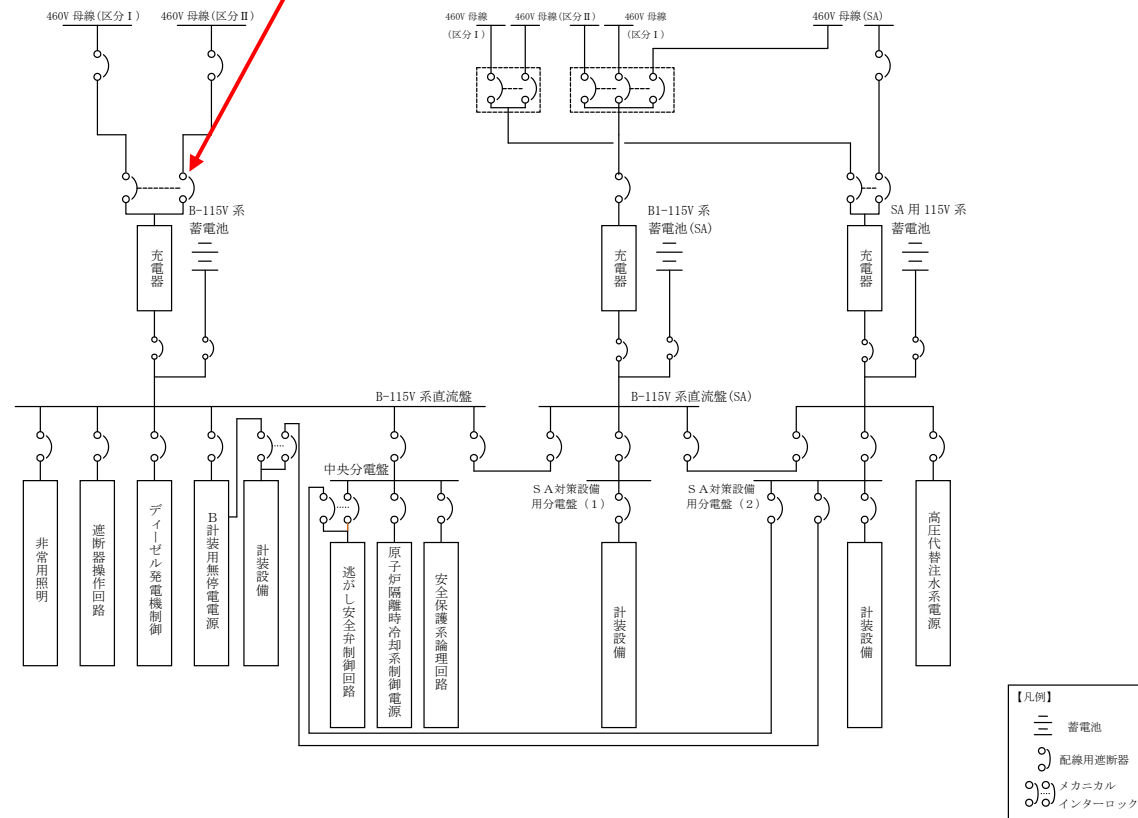 460V 母線(区分Ⅰ)
460V 母線(区分Ⅱ)
460V 母線
(区分Ⅰ)
460V 母線(区分Ⅱ)
460V 母線
(区分Ⅰ)
460V 母線(SA)
B-115V 系
蓄電池
B1-115V 系
蓄電池(SA)
SA 用 115V 系
蓄電池
充電器
充電器
充電器
B-115V 系直流盤
B-115V 系直流盤(SA)
中央分電盤
ＳＡ対策設備
用分電盤（１）
ＳＡ対策設備
用分電盤（２）
非常用照明
遮断器操作回路
ディーゼル発電機制御
Ｂ計装用無停電電源
計装設備
逃がし安全弁制御回路
原子炉隔離時冷却系制御電源
安全保護系論理回路
計装設備
計装設備
高圧代替注水系電源
【凡例】
蓄電池
配線用遮断器
メカニカル
インターロック